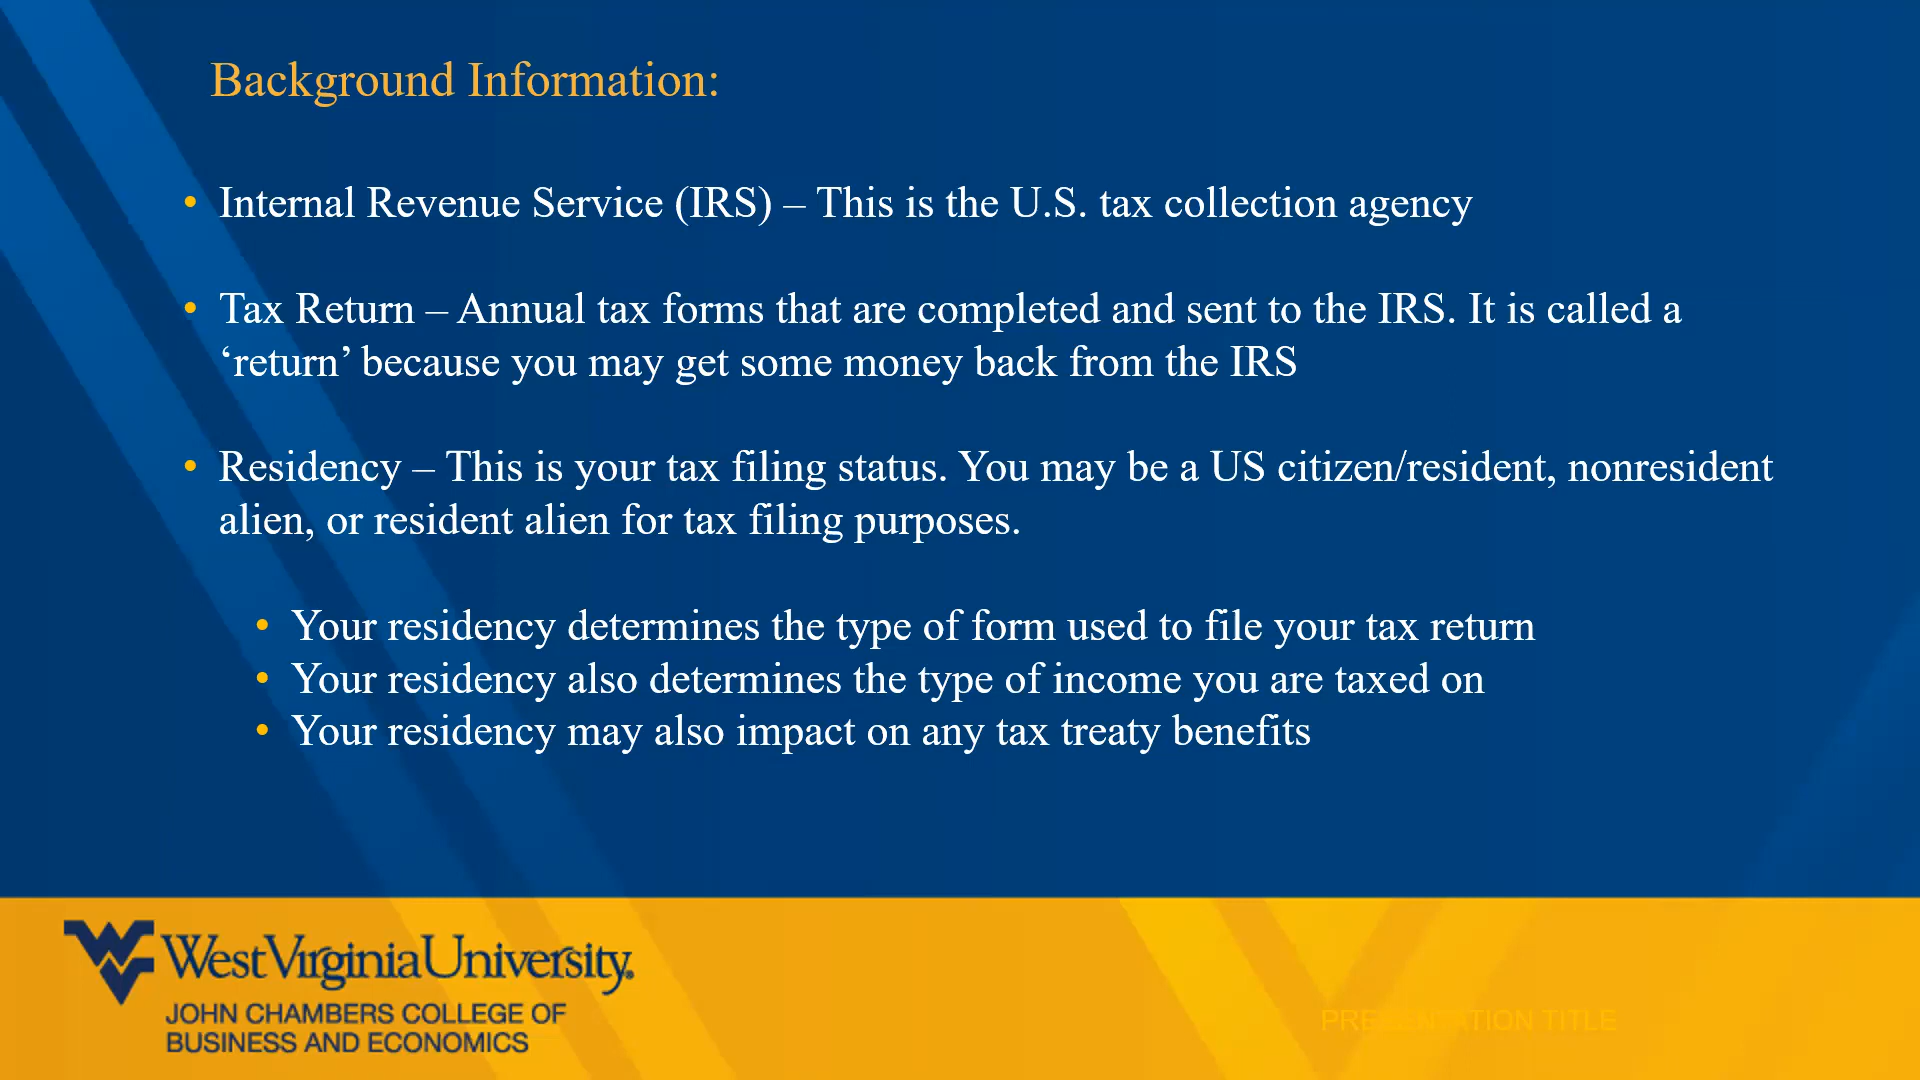 Background Information:
• Internal Revenue Service (IRS) – This is the U.S. tax collection agency
• Tax Return – Annual tax forms that are completed and sent to the IRS. It is called a
‘return’ because you may get some money back from the IRS
• Residency – This is your tax filing status. You may be a US citizen/resident, nonresident
alien, or resident alien for tax filing purposes.
• Your residency determines the type of form used to file your tax return
• Your residency also determines the type of income you are taxed on
• Your residency may also impact on any tax treaty benefits
WestVirginiaUniversity.
JOHN CHAMBERS COLLEGE OF
BUSINESS AND ECONOMICS
PRESENTATION TITLE